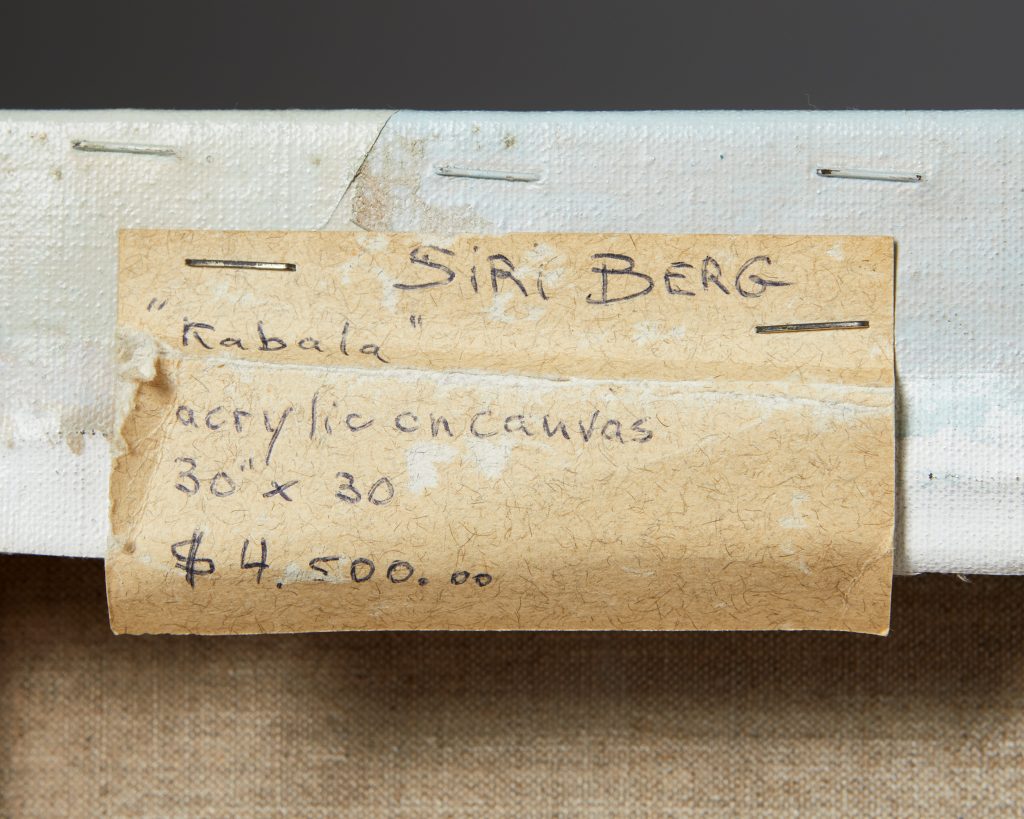 SiRi BERG
"Kabala"
acrylic on canvas
30" x 30
$4.500.00